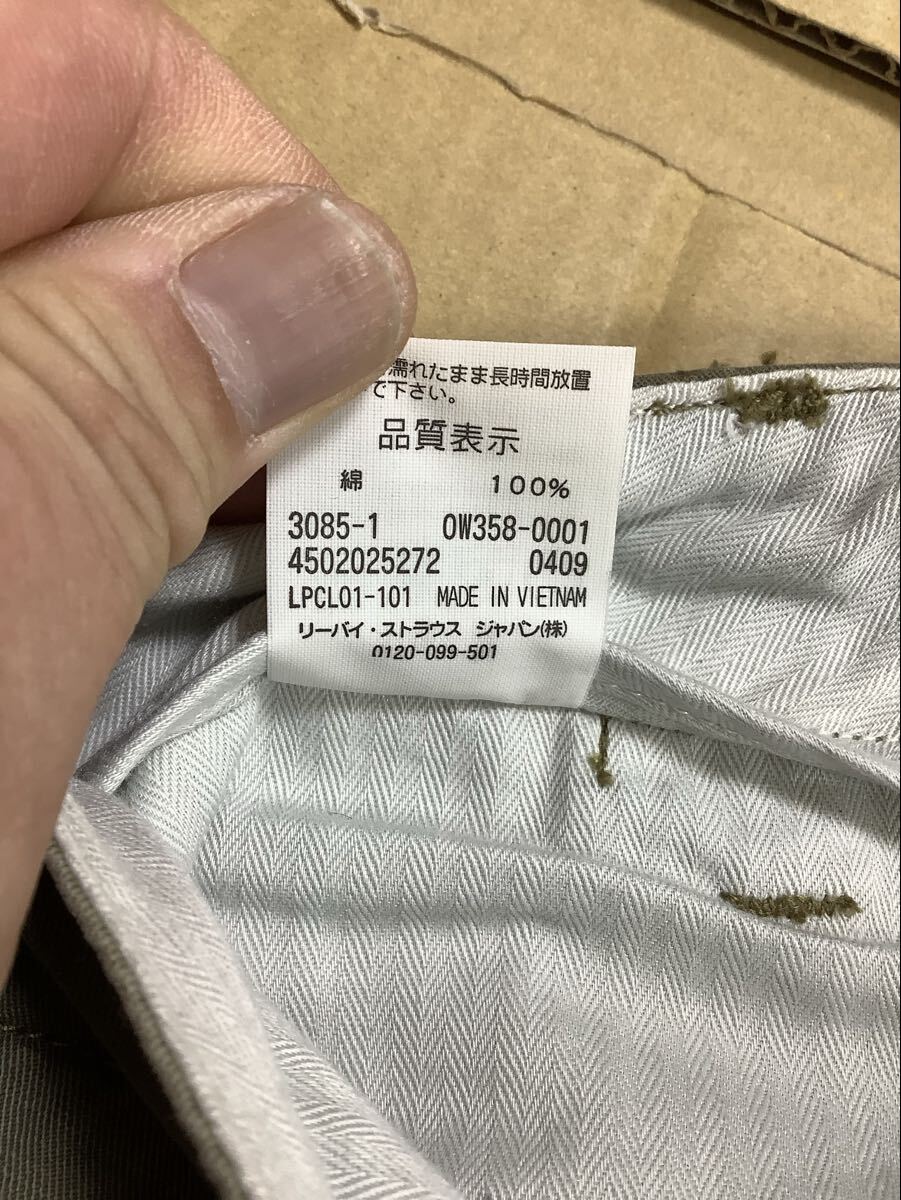 濡れたまま長時間放置
で下さい。
品質表示
綿 100%
3085-1 0W358-0001
4502025272 0409
LPCL01-101 MADE IN VIETNAM
リーバイ・ストラウス ジャパン(株)
0120-099-501